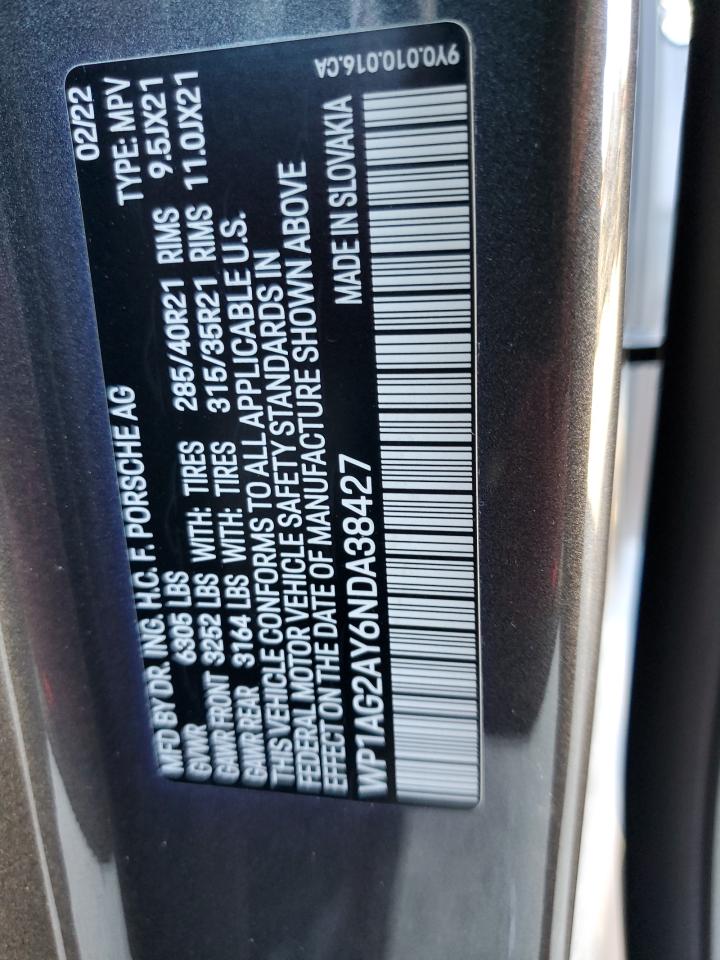 MFD BY DR. ING. H.C. F. PORSCHE AG 02/22
GVWR 6305 LBS TYPE: MPV
GAWR FRONT 3252 LBS WITH: TIRES 285/40R21 RIMS 9.5JX21
GAWR REAR 3164 LBS WITH: TIRES 315/35R21 RIMS 11.0JX21
THIS VEHICLE CONFORMS TO ALL APPLICABLE U.S.
FEDERAL MOTOR VEHICLE SAFETY STANDARDS IN
EFFECT ON THE DATE OF MANUFACTURE SHOWN ABOVE
WP1AG2AY6NDA38427 MADE IN SLOVAKIA
9Y0.010.016.CA